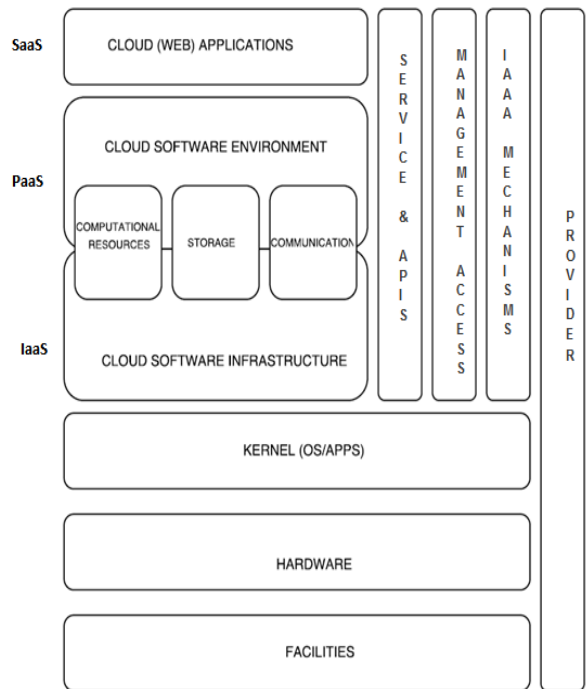 SaaS
CLOUD (WEB) APPLICATIONS
PaaS
CLOUD SOFTWARE ENVIRONMENT
COMPUTATIONAL
RESOURCES
STORAGE
COMMUNICATION
IaaS
CLOUD SOFTWARE INFRASTRUCTURE
SERVICE & APIS
MANAGEMENT ACCESS
IAAA MECHANISMS
PROVIDER
KERNEL (OS/APPS)
HARDWARE
FACILITIES